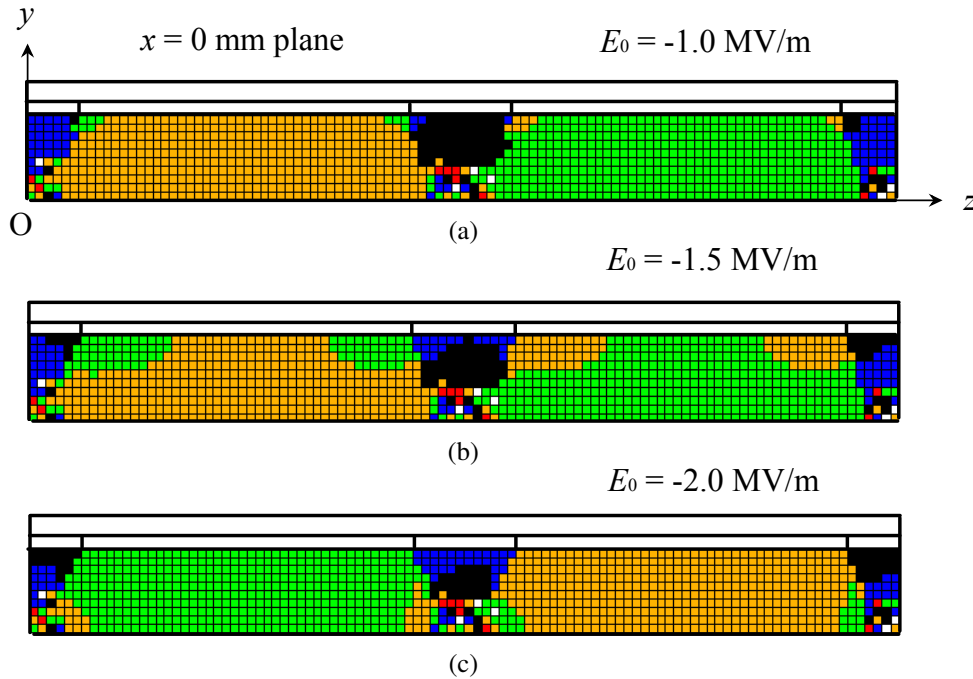 y
x = 0 mm plane
E0 = -1.0 MV/m
O
z
(a)
E0 = -1.5 MV/m
(b)
E0 = -2.0 MV/m
(c)